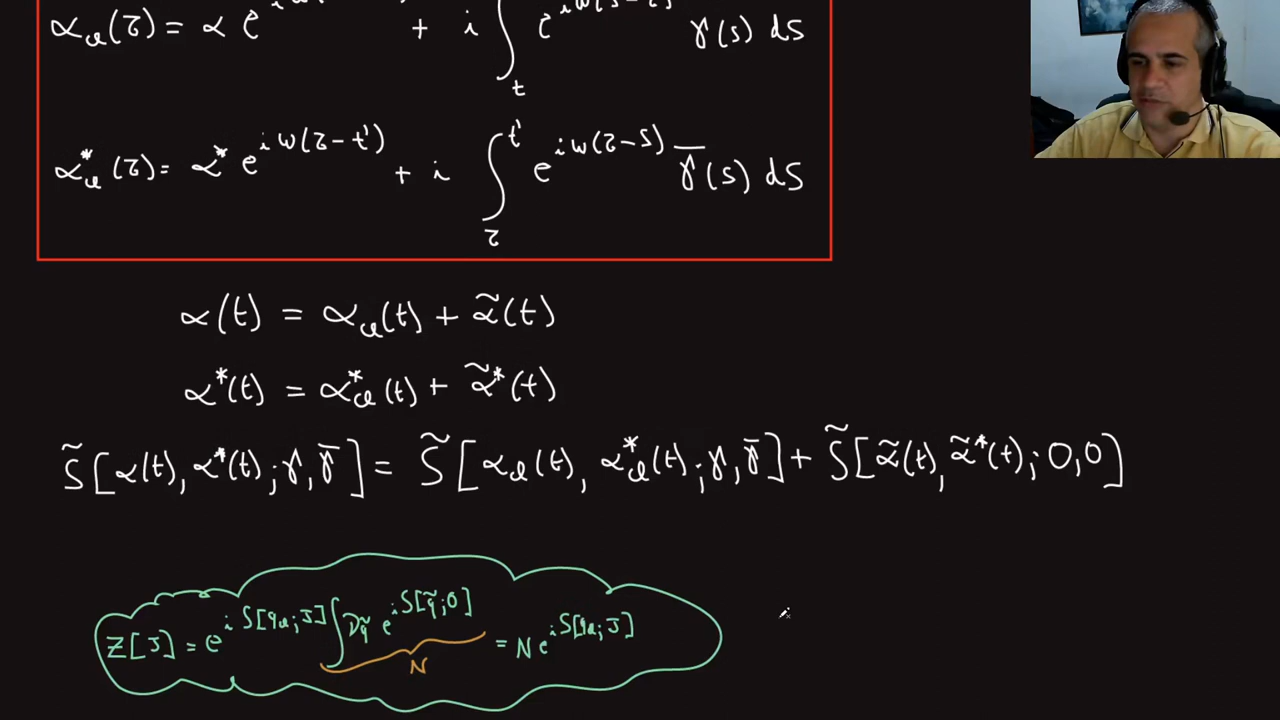 α_cl(τ) = α e + i ∫_t e^{iω(s-τ)} γ(s) ds
α*_cl(τ) = α* e^{iω(τ-t')} + i ∫_τ^{t'} e^{iω(τ-s)} γ̅(s) ds
α(t) = α_cl(t) + α̃(t)
α*(t) = α*_cl(t) + α̃*(t)
S̃[α(t), α*(t); γ, γ̅] = S̃[α_cl(t), α*_cl(t); γ, γ̅] + S̃[α̃(t), α̃*(t); 0,0]
Z[J] = e^{i S[q_cl; J]} ∫ Dq̃ e^{iS[q̃;0]} = N e^{iS[q_cl; J]}
N